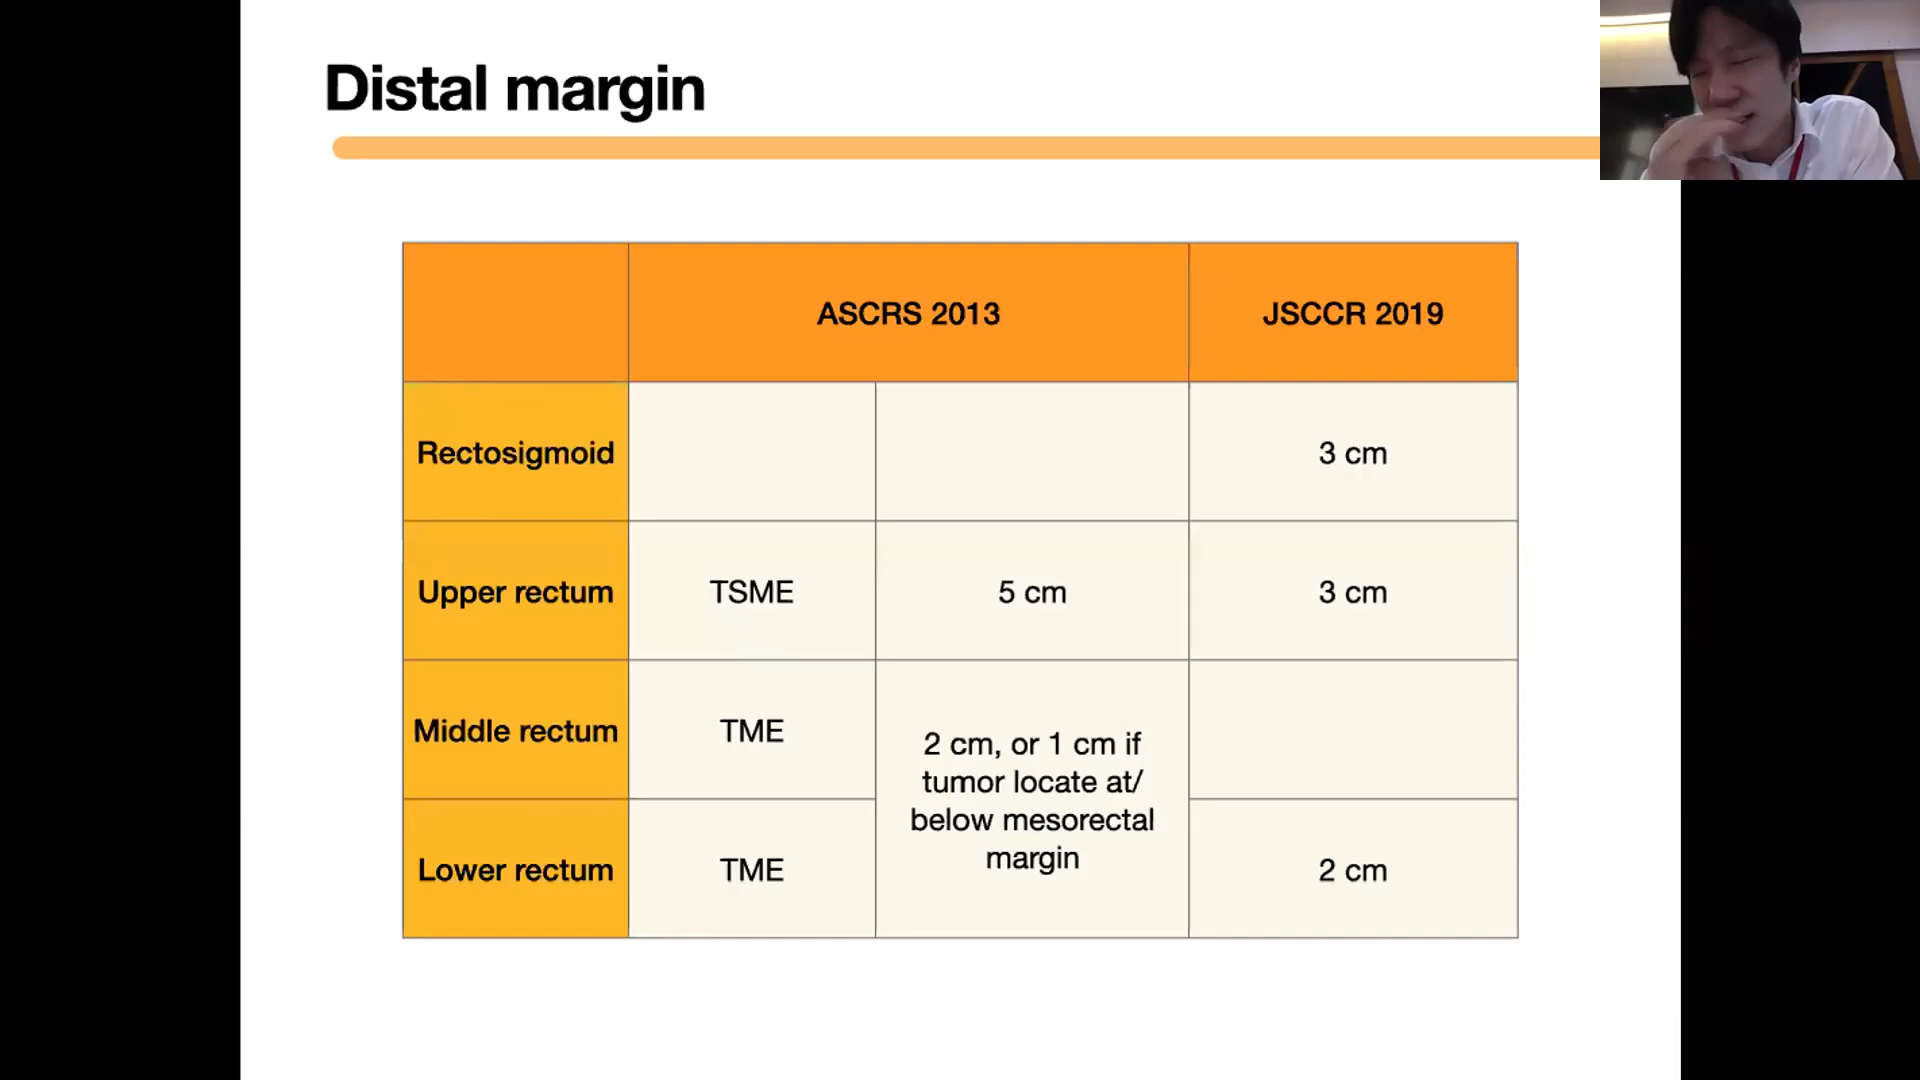 Distal margin
ASCRS 2013
JSCCR 2019
Rectosigmoid
3 cm
Upper rectum
TSME
5 cm
3 cm
Middle rectum
TME
2 cm, or 1 cm if
tumor locate at/
below mesorectal
margin
Lower rectum
TME
2 cm